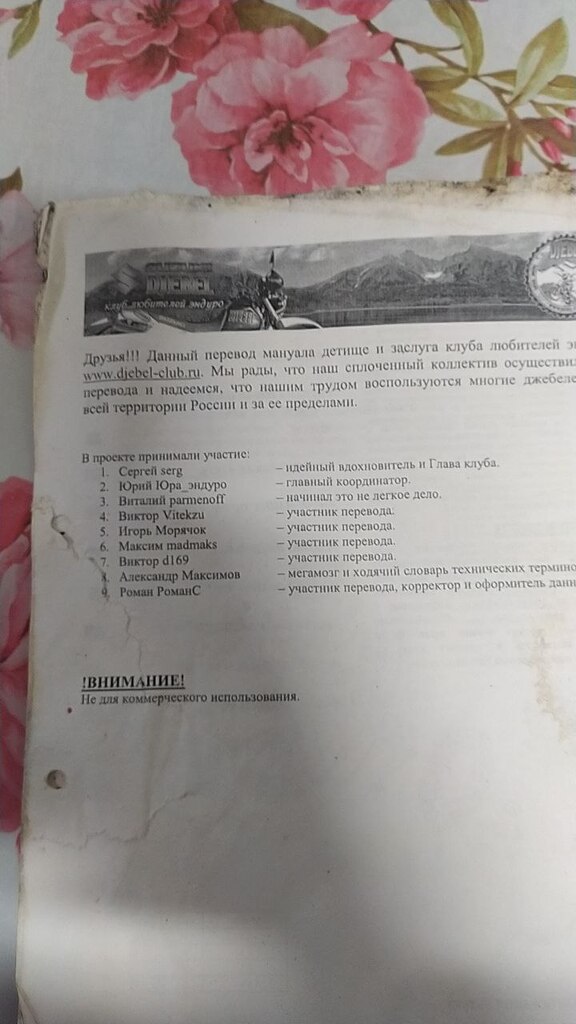 DJEBEL
клуб любителей эндуро
Друзья!!! Данный перевод мануала детище и заслуга клуба любителей
www.djebel-club.ru. Мы рады, что наш сплоченный коллектив
перевода и надеемся, что нашим трудом воспользуются многие
всей территории России и за ее пределами.
В проекте принимали участие:
1. Сергей serg – идейный вдохновитель и Глава клуба.
2. Юрий Юра_эндуро – главный координатор.
3. Виталий parmenoff – начинал это не легкое дело.
4. Виктор Vitekzu – участник перевода.
5. Игорь Морячок – участник перевода.
6. Максим madmaks – участник перевода.
7. Виктор d169 – участник перевода.
8. Александр Максимов – мегамозг и ходячий словарь технических
9. Роман РоманС – участник перевода, корректор и оформитель
!ВНИМАНИЕ!
Не для коммерческого использования.